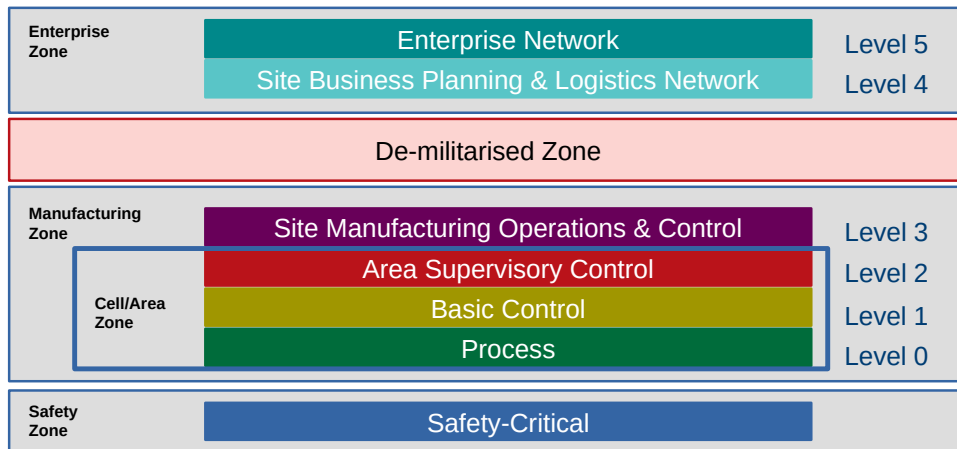 Enterprise
Zone
Enterprise Network
Level 5
Site Business Planning & Logistics Network
Level 4
De-militarised Zone
Manufacturing
Zone
Site Manufacturing Operations & Control
Level 3
Cell/Area
Zone
Area Supervisory Control
Level 2
Basic Control
Level 1
Process
Level 0
Safety
Zone
Safety-Critical